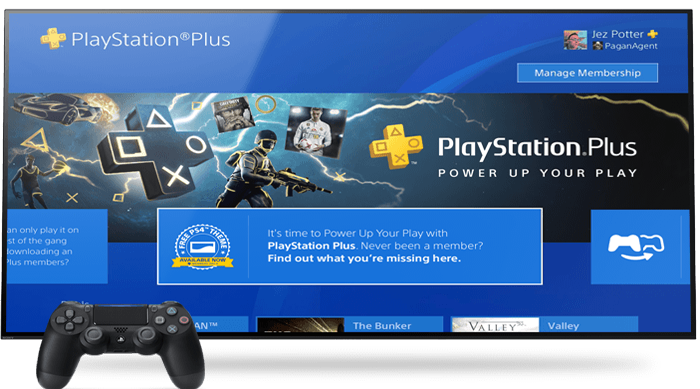 PlayStation®Plus
Jez Potter
PaganAgent
Manage Membership
PlayStation®Plus
POWER UP YOUR PLAY
an only play it on
st of the gang
downloading an
Plus members?
FREE PS4™ THEME
AVAILABLE NOW
It's time to Power Up Your Play with
PlayStation Plus. Never been a member?
Find out what you're missing here.
AN™
The Bunker
VALLEY
Valley